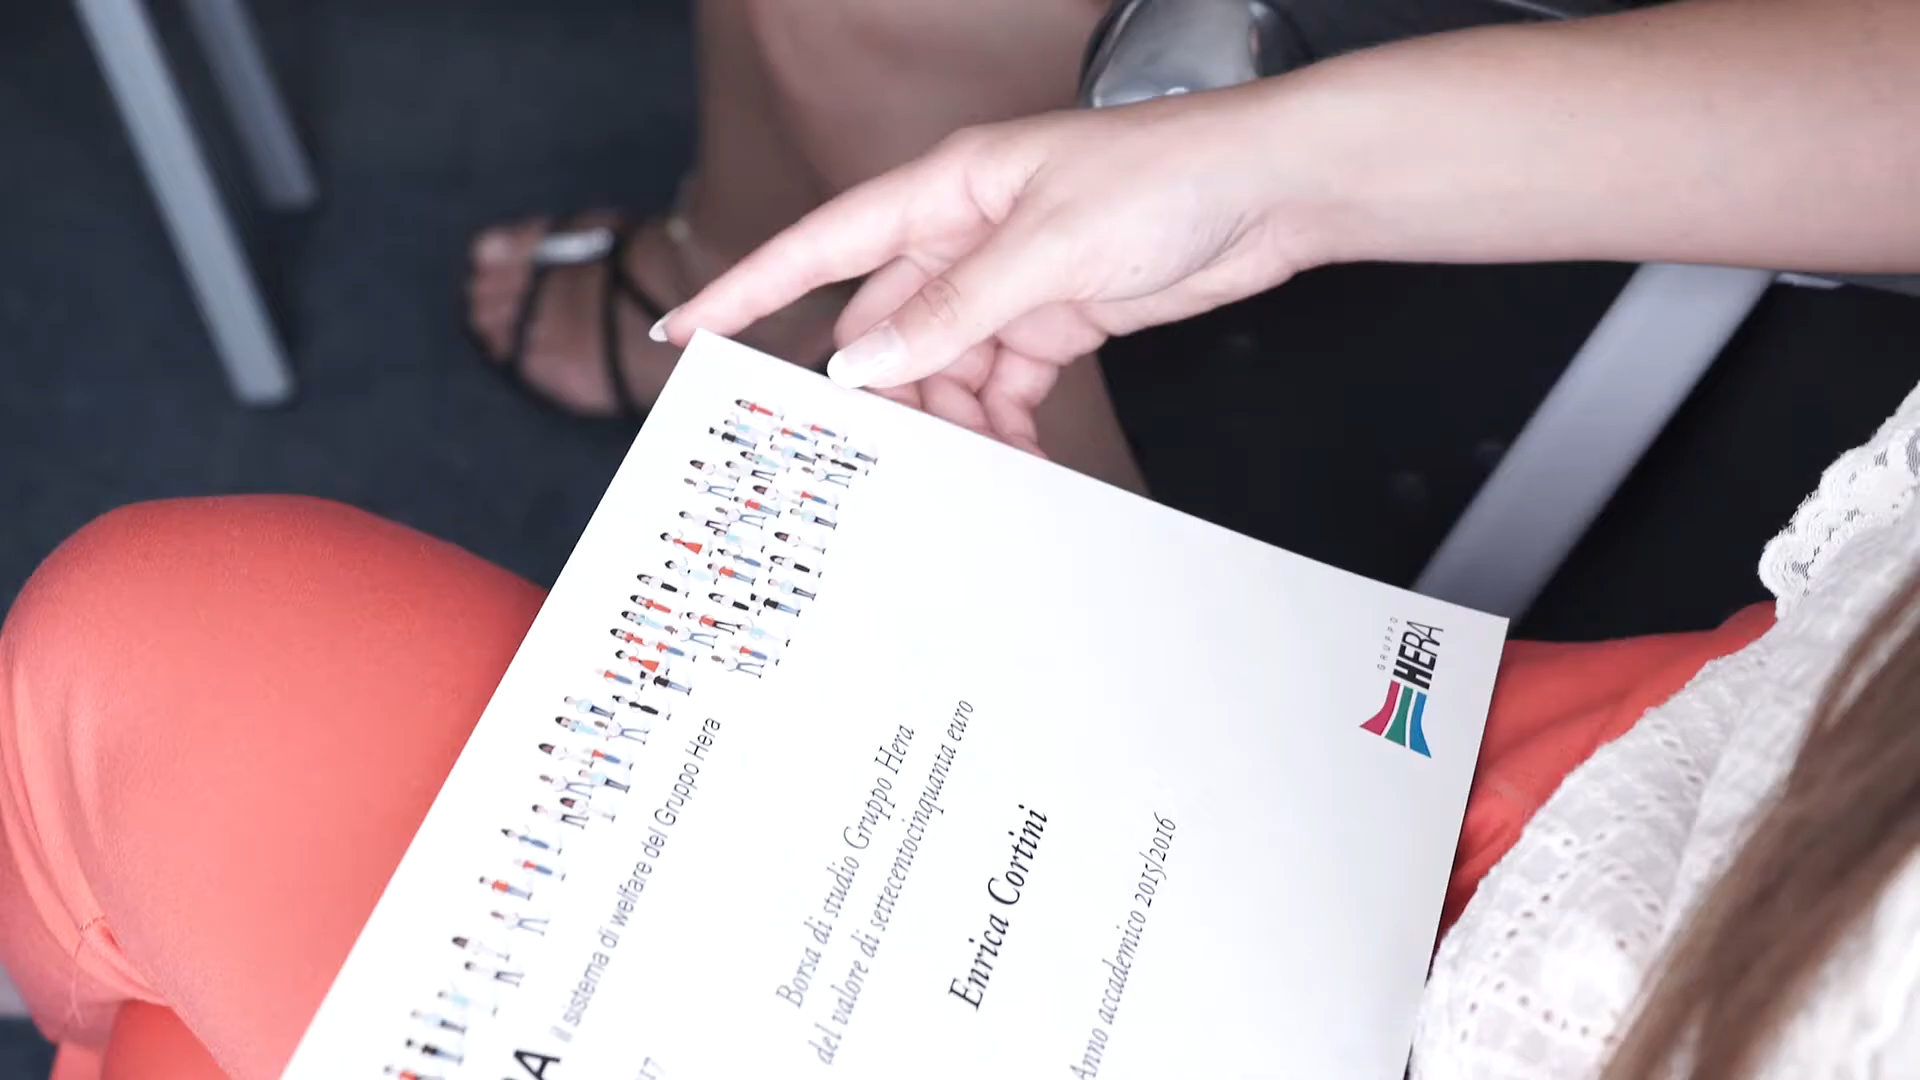 il sistema di welfare del Gruppo Hera
Borsa di studio Gruppo Hera
del valore di settecentocinquanta euro
Enrica Cortini
Anno accademico 2015/2016
GRUPPO
HERA